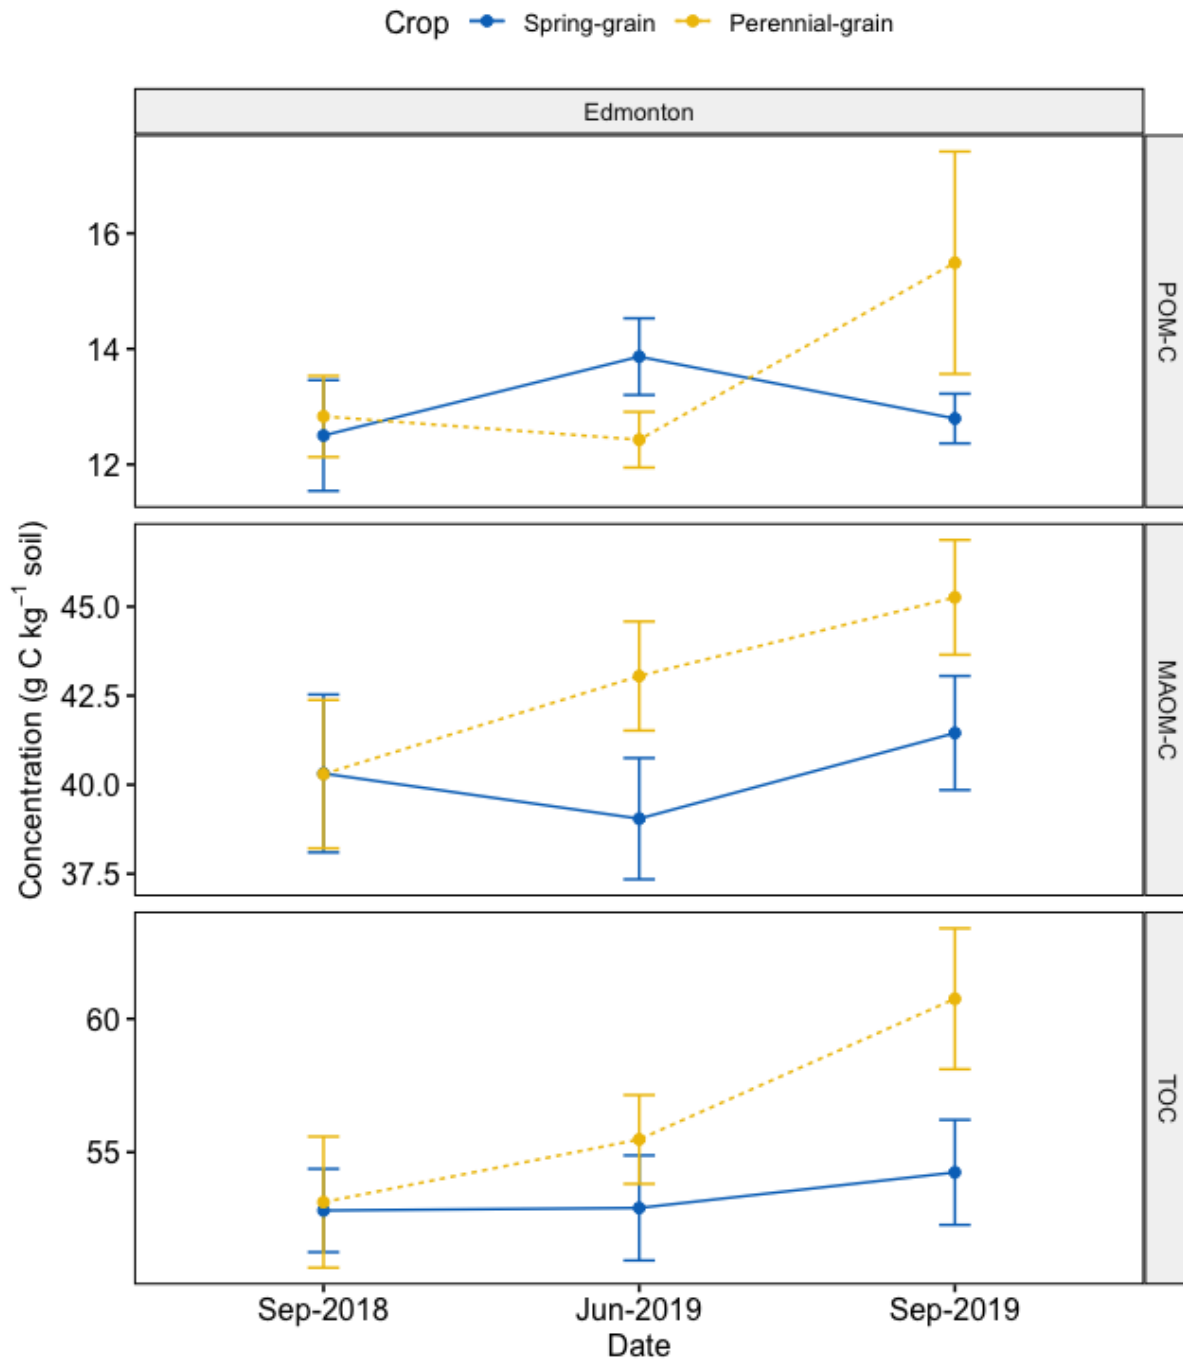 Crop Spring-grain Perennial-grain
Edmonton
16
14
12
POM-C
Concentration (g C kg⁻¹ soil)
45.0
42.5
40.0
37.5
MAOM-C
60
55
TOC
Sep-2018 Jun-2019 Sep-2019
Date